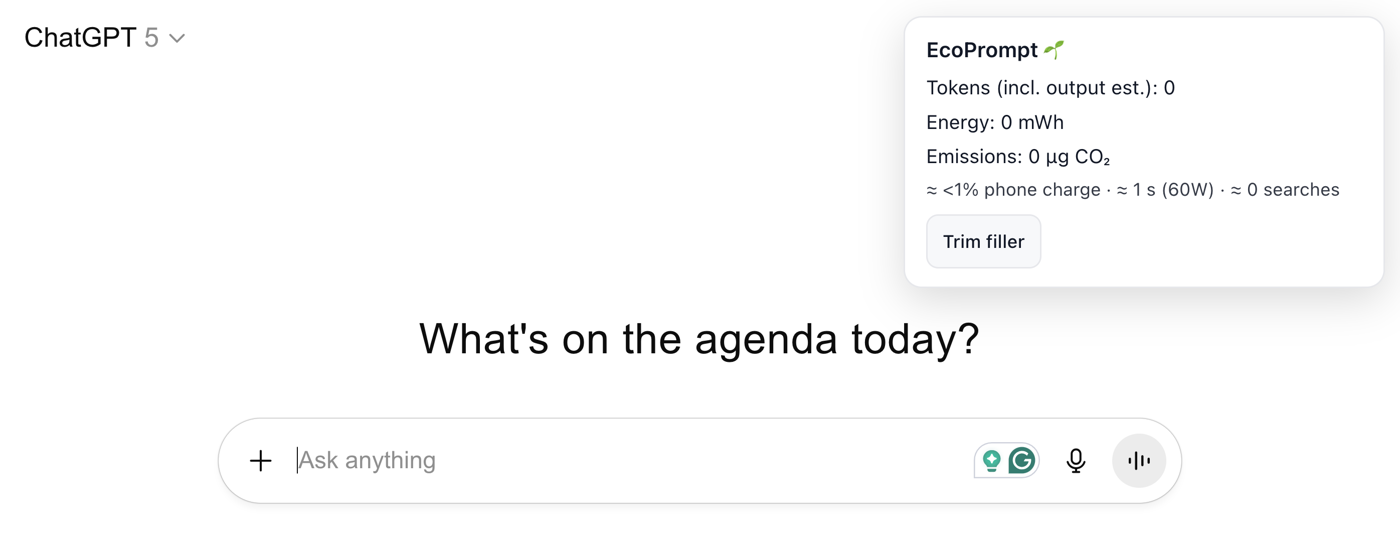 ChatGPT 5
EcoPrompt 🌱
Tokens (incl. output est.): 0
Energy: 0 mWh
Emissions: 0 µg CO₂
≈ <1% phone charge · ≈ 1 s (60W) · ≈ 0 searches
Trim filler
What's on the agenda today?
Ask anything